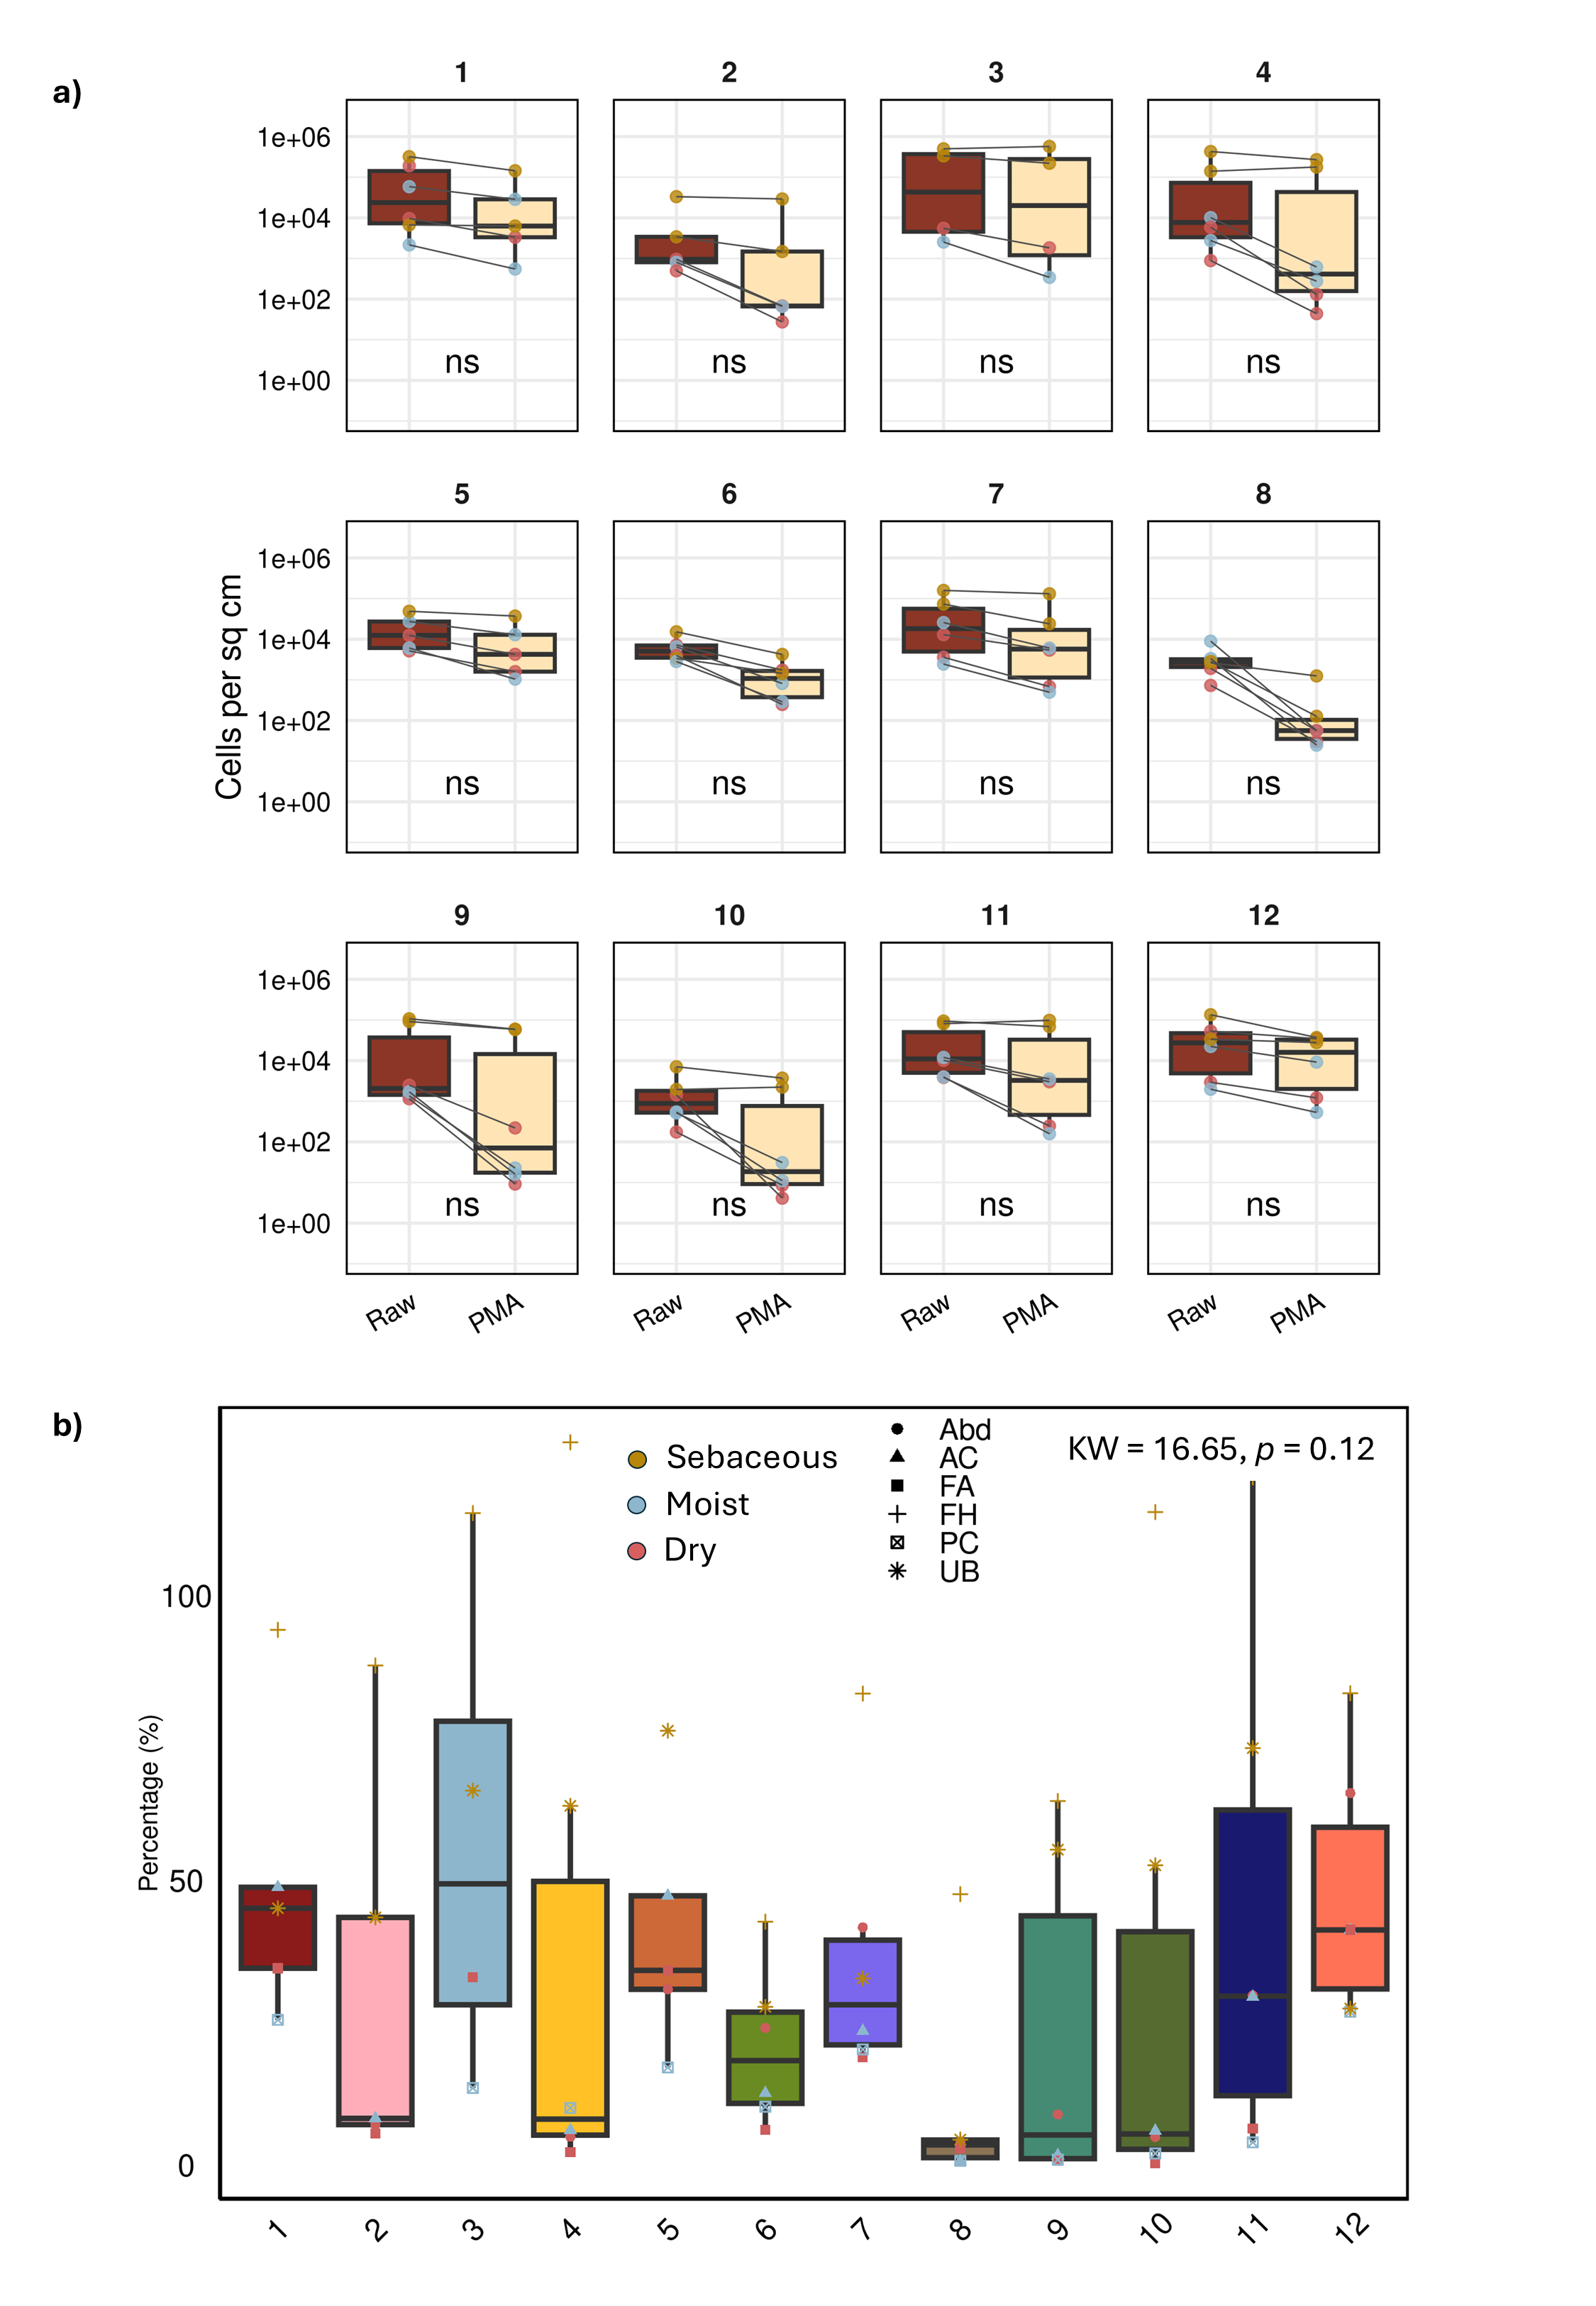 a)
1 2 3 4
1e+06
1e+04
1e+02
1e+00
ns ns ns ns
5 6 7 8
Cells per sq cm
1e+06
1e+04
1e+02
1e+00
ns ns ns ns
9 10 11 12
1e+06
1e+04
1e+02
1e+00
ns ns ns ns
Raw PMA Raw PMA Raw PMA Raw PMA
b)
Sebaceous
Moist
Dry
Abd
AC
FA
FH
PC
UB
KW = 16.65, p = 0.12
Percentage (%)
100
50
0
1 2 3 4 5 6 7 8 9 10 11 12